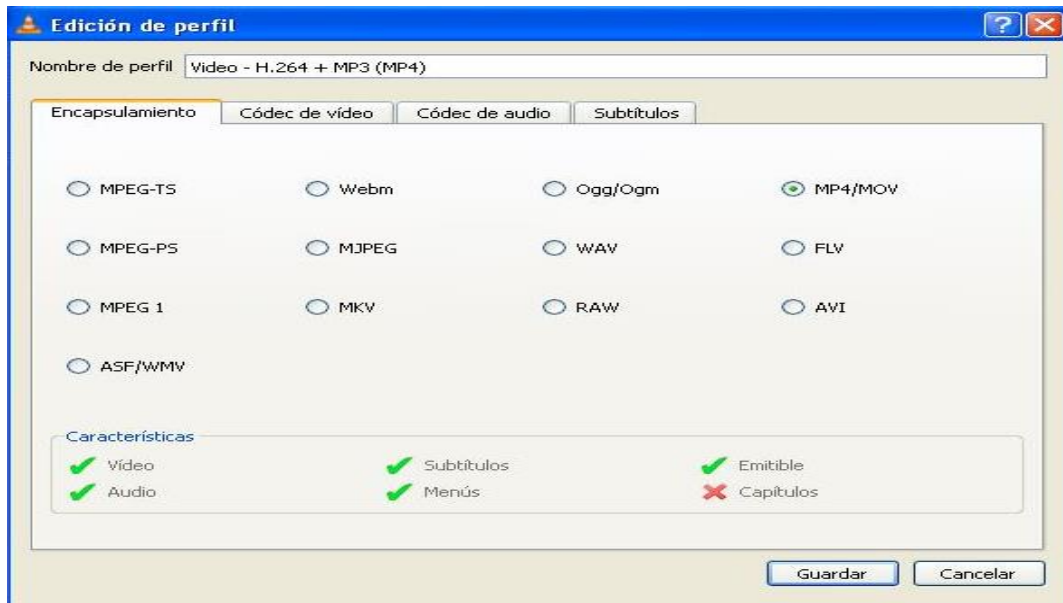 Edición de perfil
Nombre de perfil Video - H.264 + MP3 (MP4)
Encapsulamiento Códec de vídeo Códec de audio Subtítulos
MPEG-TS Webm Ogg/Ogm MP4/MOV
MPEG-PS MJPEG WAV FLV
MPEG 1 MKV RAW AVI
ASF/WMV
Características
Vídeo Subtítulos Emitible
Audio Menús Capítulos
Guardar Cancelar